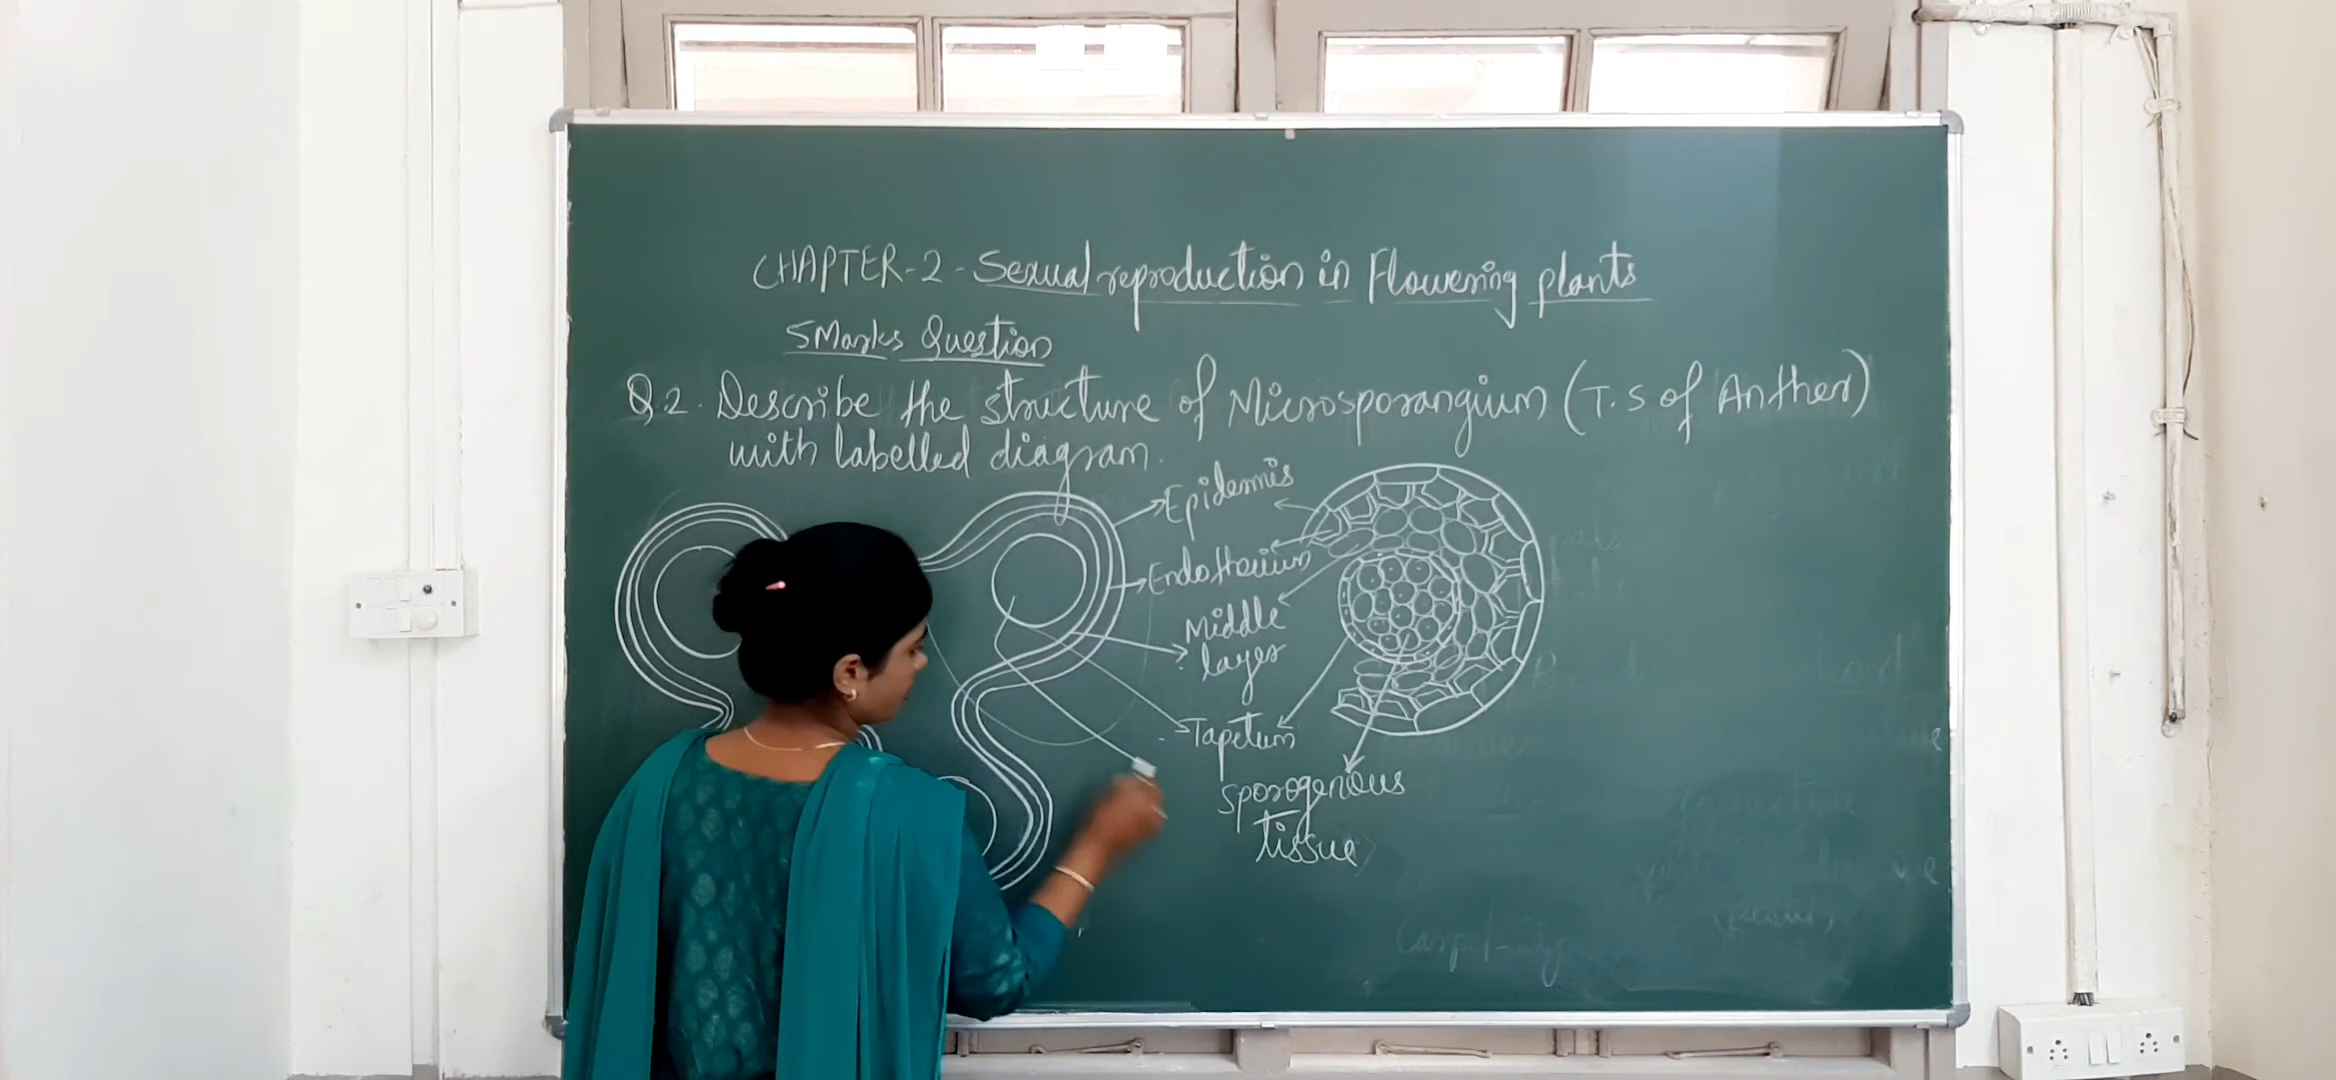 CHAPTER-2-Sexual reproduction in Flowering plants
5Marks Question
Q.2. Describe the structure of Microsporangium (T.S of Anther)
with labelled diagram.
Epidermis
Endothecium
Middle
layer
Tapetum
Sporogenous
tissue